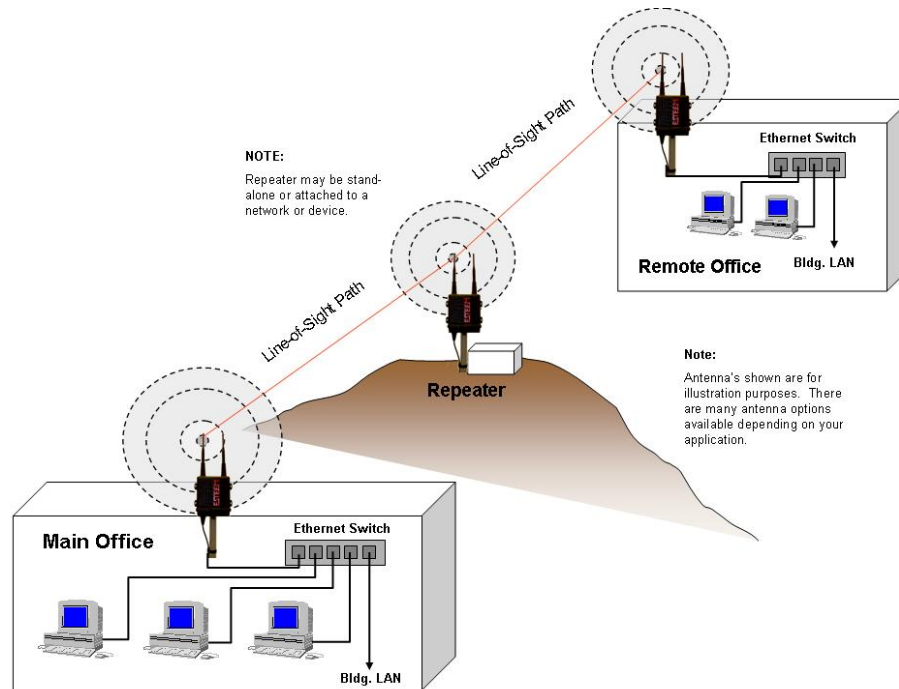 Line-of-Sight Path
Ethernet Switch
NOTE:
Repeater may be stand-
alone or attached to a
network or device.
Bldg. LAN
Remote Office
Line-of-Sight Path
Note:
Antenna's shown are for
illustration purposes. There
are many antenna options
available depending on your
application.
Repeater
Ethernet Switch
Main Office
Bldg. LAN